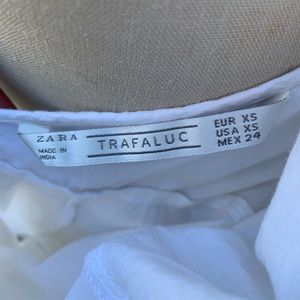 ZARA
MADE IN
INDIA
TRAFALUC
EUR XS
USA XS
MEX 24